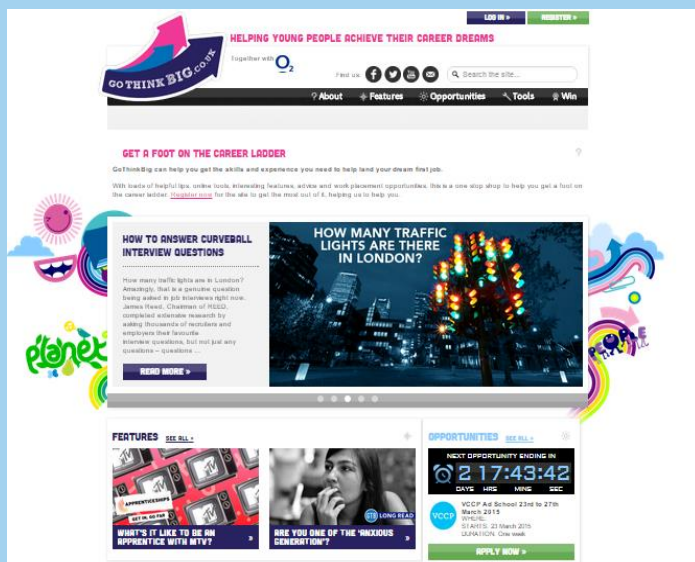 LOG IN »
REGISTER »
GOTHINKBIG.CO.UK
HELPING YOUNG PEOPLE ACHIEVE THEIR CAREER DREAMS
Together with O2
Find us:
Search the site...
About
Features
Opportunities
Tools
Win
GET A FOOT ON THE CAREER LADDER
GoThinkBig can help you get the skills and experience you need to help land your dream first job.
With loads of helpful tips, online tools, interesting features, advice and work placement opportunities, this is a one stop shop to help you get a foot on
the career ladder. Register now for the site to get the most out of it, helping us to help you.
HOW TO ANSWER CURVEBALL
INTERVIEW QUESTIONS
How many traffic lights are in London?
Amazingly, that is a genuine question
being asked in job interviews right now.
James Reed, Chairman of REED,
completed extensive research by
asking thousands of recruiters and
employers their favourite
interview questions, but not just any
questions – questions ...
READ MORE »
HOW MANY TRAFFIC
LIGHTS ARE THERE
IN LONDON?
planet
PEOPLE
FEATURES
SEE ALL »
MTV
APPRENTICESHIPS
GET IN. GO FAR
WHAT'S IT LIKE TO BE AN
APPRENTICE WITH MTV? »
GTB LONG READ
ARE YOU ONE OF THE 'ANXIOUS
GENERATION'? »
OPPORTUNITIES
SEE ALL »
NEXT OPPORTUNITY ENDING IN
2 17:43:42
DAYS HRS MINS SEC
VCCP
VCCP Ad School 23rd to 27th
March 2015
WHERE:
STARTS: 23 March 2015
DURATION: One week
APPLY NOW »